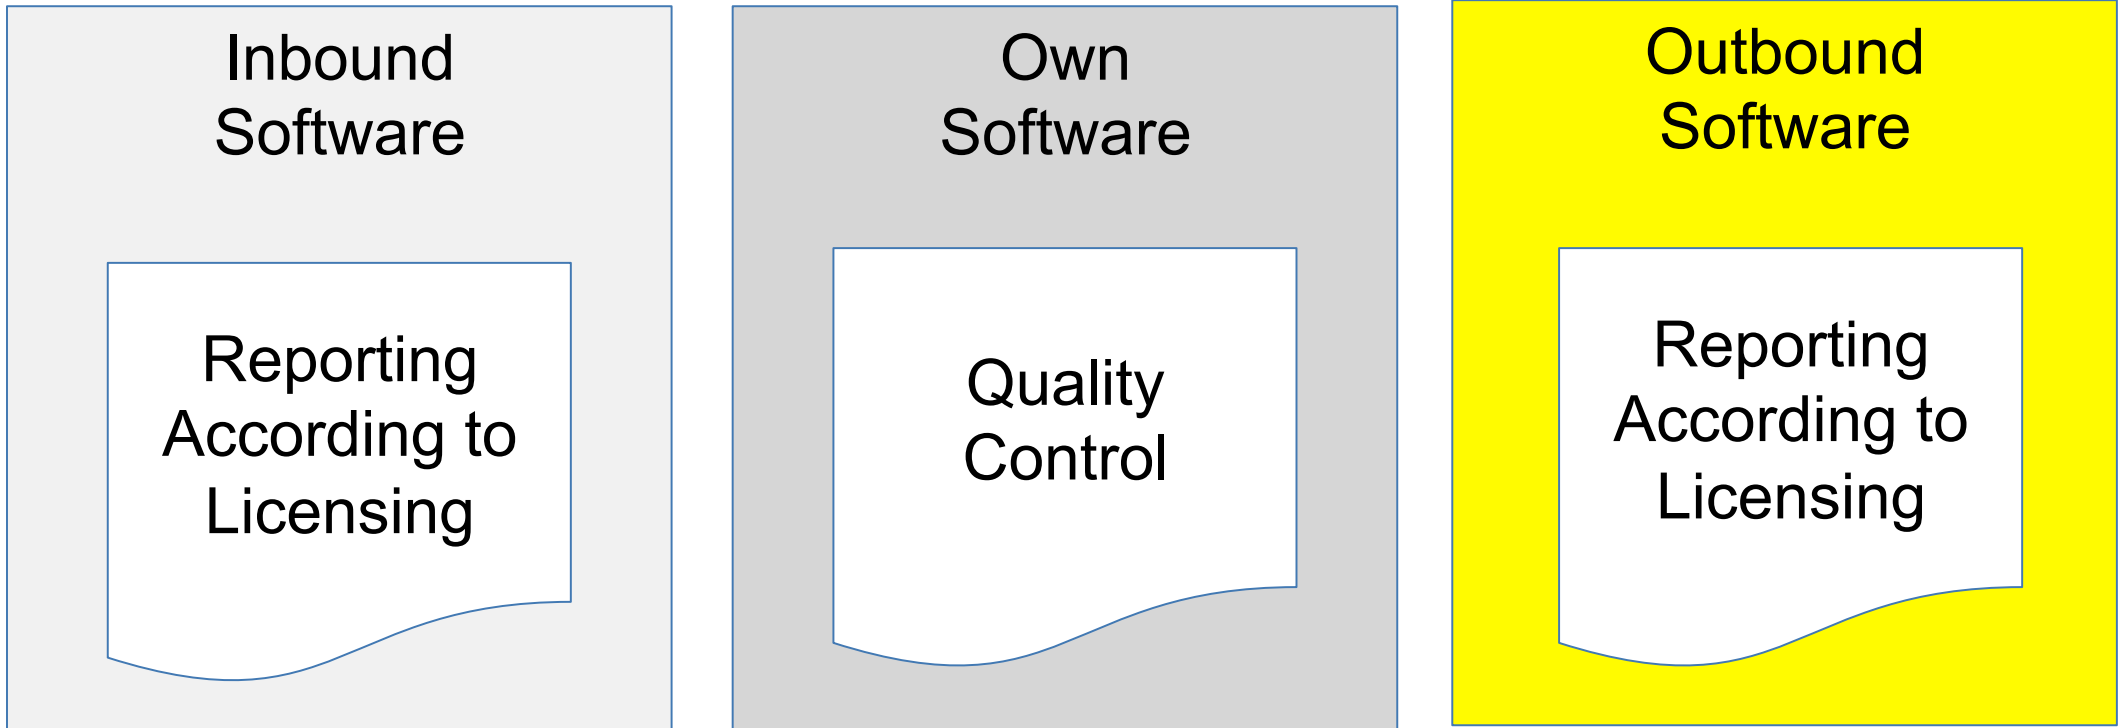 Inbound
Software
Reporting
According to
Licensing
Own
Software
Quality
Control
Outbound
Software
Reporting
According to
Licensing